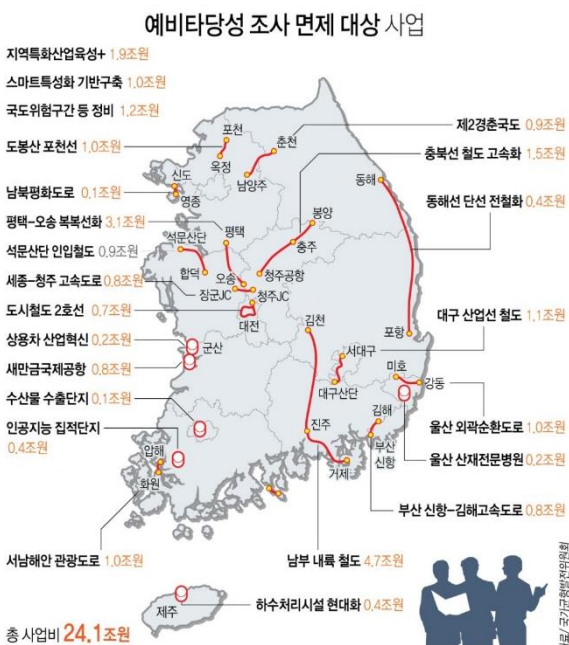 예비타당성 조사 면제 대상 사업
지역특화산업육성+ 1.9조원
스마트특성화 기반구축 1.0조원
국도위험구간 등 정비 1.2조원
도봉산 포천선 1.0조원
남북평화도로 0.1조원
평택-오송 복복선화 3.1조원
석문산단 인입철도 0.9조원
세종-청주 고속도로 0.8조원
도시철도 2호선 0.7조원
상용차 산업혁신 0.2조원
새만금국제공항 0.8조원
수산물 수출단지 0.1조원
인공지능 집적단지
0.4조원
서남해안 관광도로 1.0조원
제2경춘국도 0.9조원
충북선 철도 고속화 1.5조원
동해선 단선 전철화 0.4조원
대구 산업선 철도 1.1조원
울산 외곽순환도로 1.0조원
울산 산재전문병원 0.2조원
부산 신항-김해고속도로 0.8조원
남부 내륙 철도 4.7조원
하수처리시설 현대화 0.4조원
포천
옥정
춘천
남양주
신도
영종
동해
봉양
충주
청주공항
석문산단
합덕
평택
오송
장군JC
청주JC
대전
김천
포항
서대구
대구산단
미호
강동
군산
진주
김해
부산
신항
거제
압해
화원
제주
총 사업비 24.1조원
자료/국가균형발전위원회